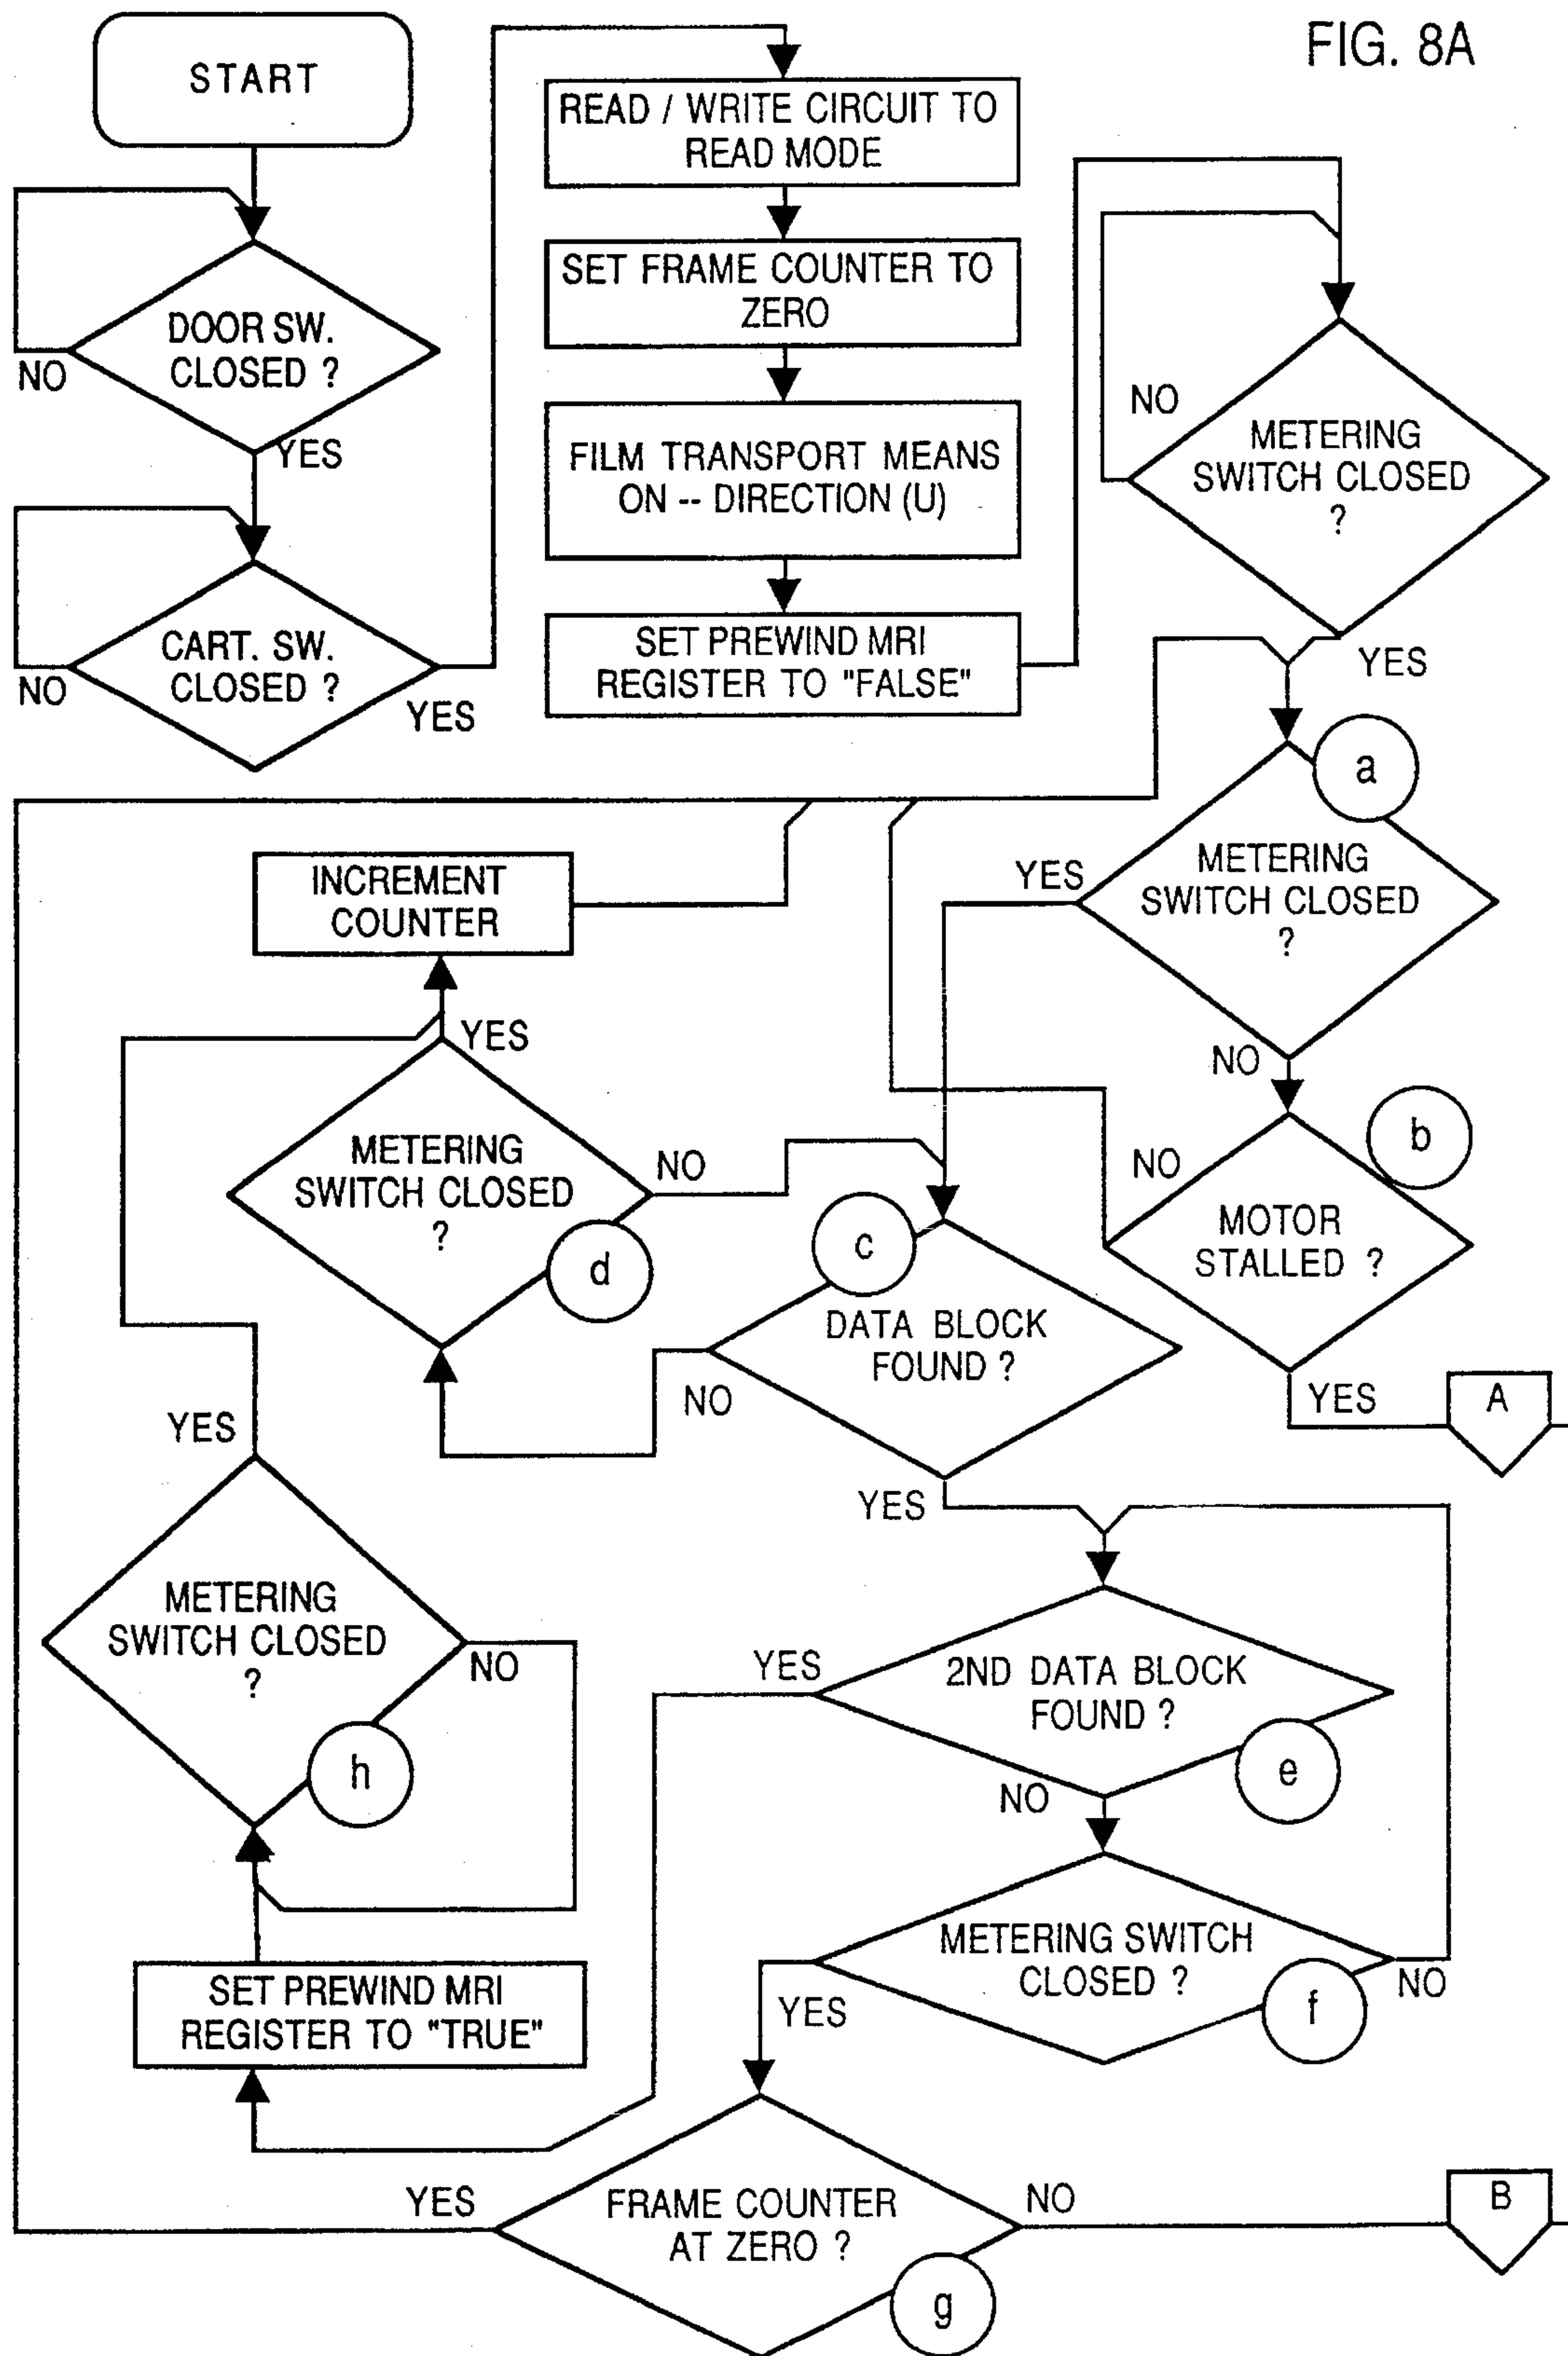 FIG. 8A
START
DOOR SW.
CLOSED ?
NO
YES
CART. SW.
CLOSED ?
NO
YES
READ / WRITE CIRCUIT TO
READ MODE
SET FRAME COUNTER TO
ZERO
FILM TRANSPORT MEANS
ON -- DIRECTION (U)
SET PREWIND MRI
REGISTER TO "FALSE"
NO
METERING
SWITCH CLOSED
?
YES
a
METERING
SWITCH CLOSED
?
YES
NO
b
MOTOR
STALLED ?
NO
YES
A
INCREMENT
COUNTER
YES
METERING
SWITCH CLOSED
?
NO
d
c
DATA BLOCK
FOUND ?
NO
YES
YES
METERING
SWITCH CLOSED
?
NO
h
YES
2ND DATA BLOCK
FOUND ?
e
NO
METERING SWITCH
CLOSED ?
f
NO
YES
SET PREWIND MRI
REGISTER TO "TRUE"
YES
FRAME COUNTER
AT ZERO ?
g
NO
B